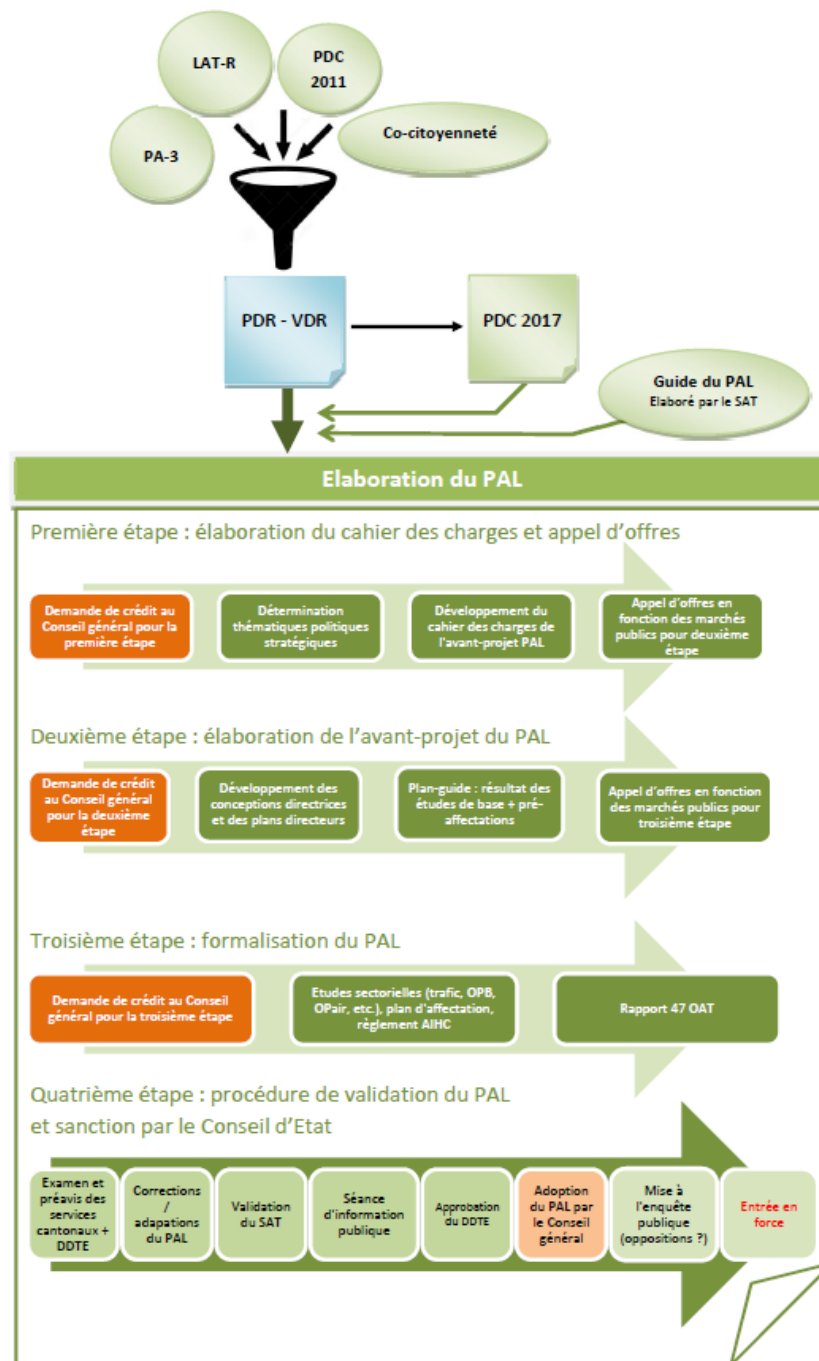 LAT-R
PDC
2011
PA-3
Co-citoyenneté
PDR - VDR
PDC 2017
Guide du PAL
Elaboré par le SAT
Elaboration du PAL
Première étape : élaboration du cahier des charges et appel d'offres
Demande de crédit au
Conseil général pour la
première étape
Détermination
thématiques politiques
stratégiques
Développement du
cahier des charges de
l'avant-projet PAL
Appel d'offres en
fonction des marchés
publics pour deuxième
étape
Deuxième étape : élaboration de l'avant-projet du PAL
Demande de crédit
au Conseil général
pour la deuxième
étape
Développement des
conceptions directrices
et des plans directeurs
Plan-guide : résultat des
études de base + pré-
affectations
Appel d'offres en fonction
des marchés publics pour
troisième étape
Troisième étape : formalisation du PAL
Demande de crédit au Conseil
général pour la troisième étape
Etudes sectorielles (trafic, OPB,
OPair, etc.), plan d'affectation,
règlement AIHC
Rapport 47 OAT
Quatrième étape : procédure de validation du PAL
et sanction par le Conseil d'Etat
Examen et
préavis des
services
cantonaux +
DDTE
Corrections
/
adapations
du PAL
Validation
du SAT
Séance
d'information
publique
Approbation
du DDTE
Adoption
du PAL par
le Conseil
général
Mise à
l'enquête
publique
(oppositions ?)
Entrée en
force